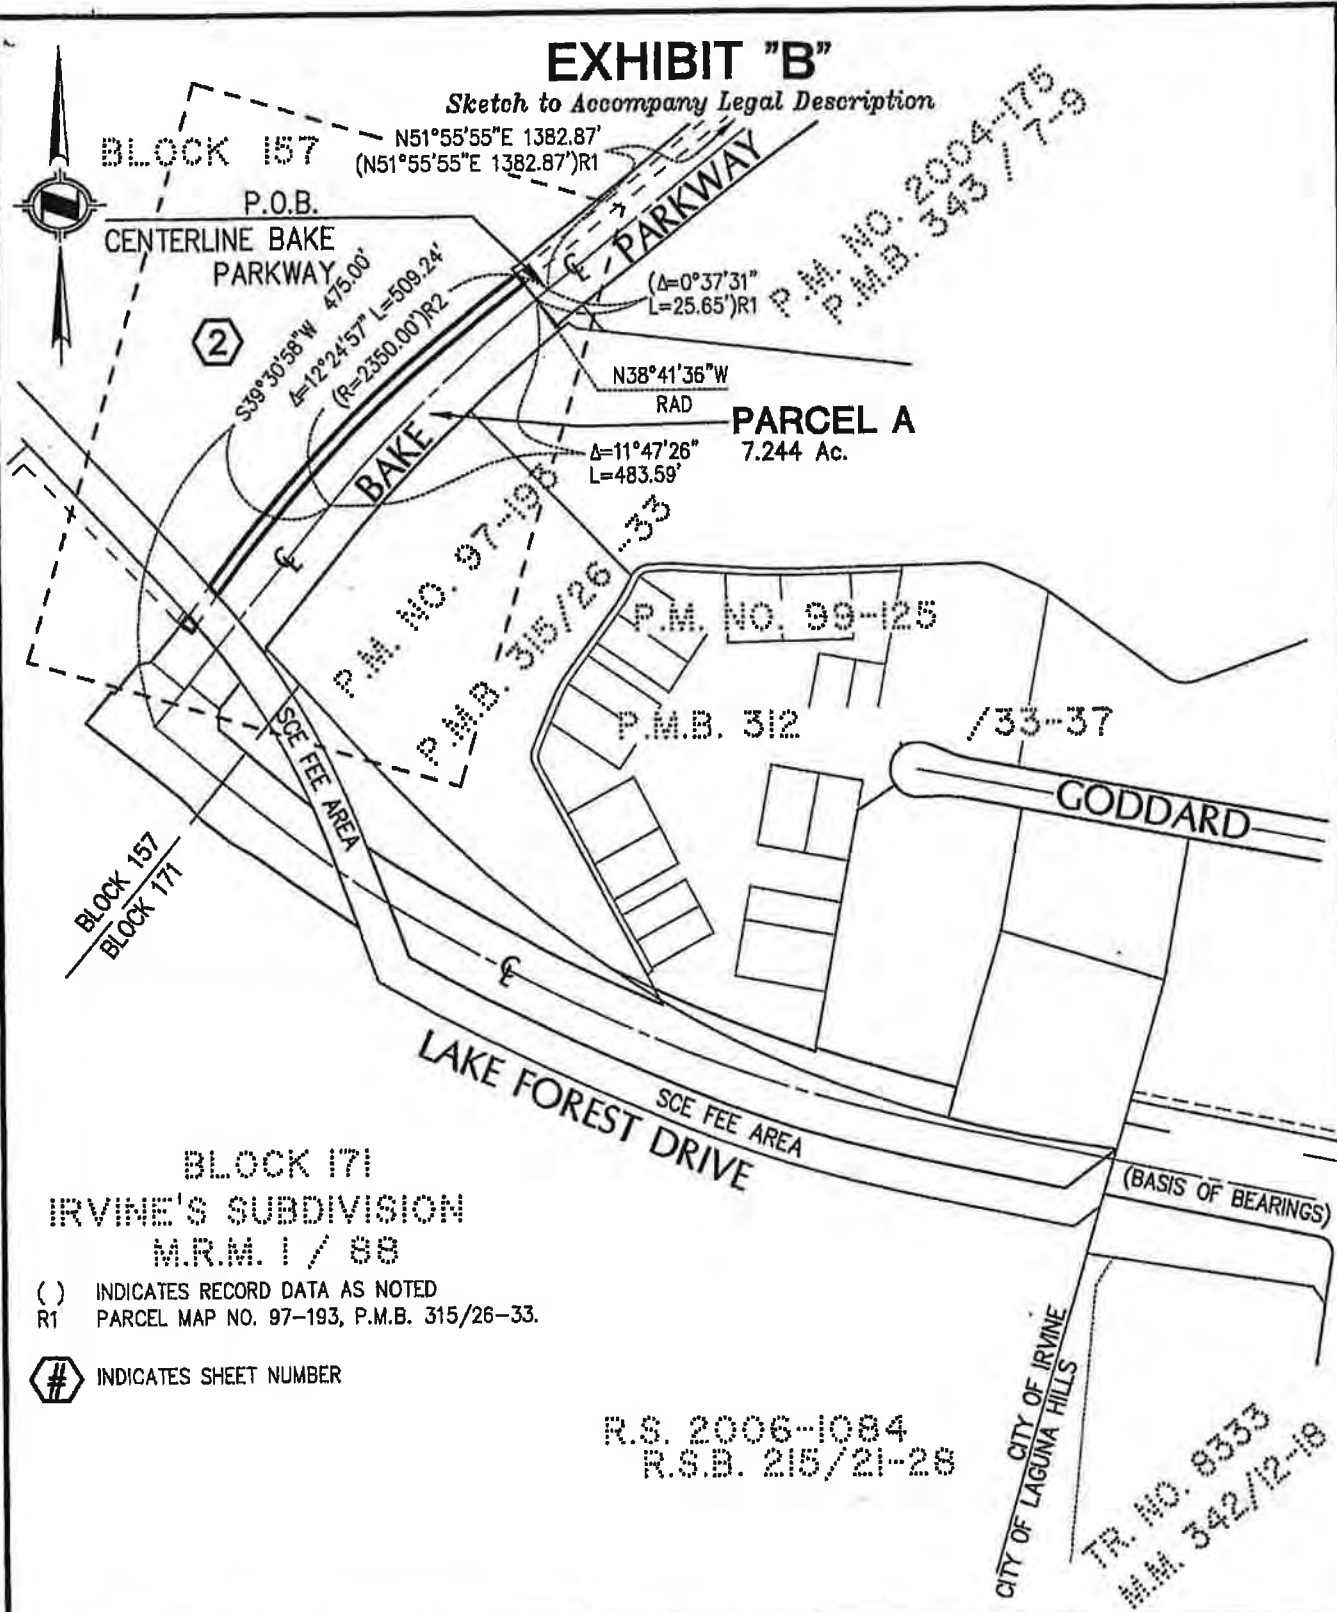 EXHIBIT "B"
Sketch to Accompany Legal Description
N51°55'55"E 1382.87'
(N51°55'55"E 1382.87')R1
BLOCK 157
P.O.B.
CENTERLINE BAKE
PARKWAY
2
S39°30'58"W 475.00'
Δ=12°24'57" L=509.24'
(R=2350.00')R2
PARKWAY
℄
P.M. NO. 2004-175
P.M.B. 343 / 7-9
(Δ=0°37'31"
L=25.65')R1
N38°41'36"W
RAD
PARCEL A
7.244 Ac.
Δ=11°47'26"
L=483.59'
BAKE
℄
P.M. NO. 97-193
P.M.B. 315/26-33
P.M. NO. 99-125
P.M.B. 312 /33-37
GODDARD
SCE FEE AREA
BLOCK 157
BLOCK 171
℄
LAKE FOREST DRIVE
SCE FEE AREA
(BASIS OF BEARINGS)
BLOCK 171
IRVINE'S SUBDIVISION
M.R.M. 1 / 88
( ) INDICATES RECORD DATA AS NOTED
R1 PARCEL MAP NO. 97-193, P.M.B. 315/26-33.
# INDICATES SHEET NUMBER
R.S. 2006-1084
R.S.B. 215/21-28
CITY OF IRVINE
CITY OF LAGUNA HILLS
TR. NO. 8333
M.M. 342/12-18